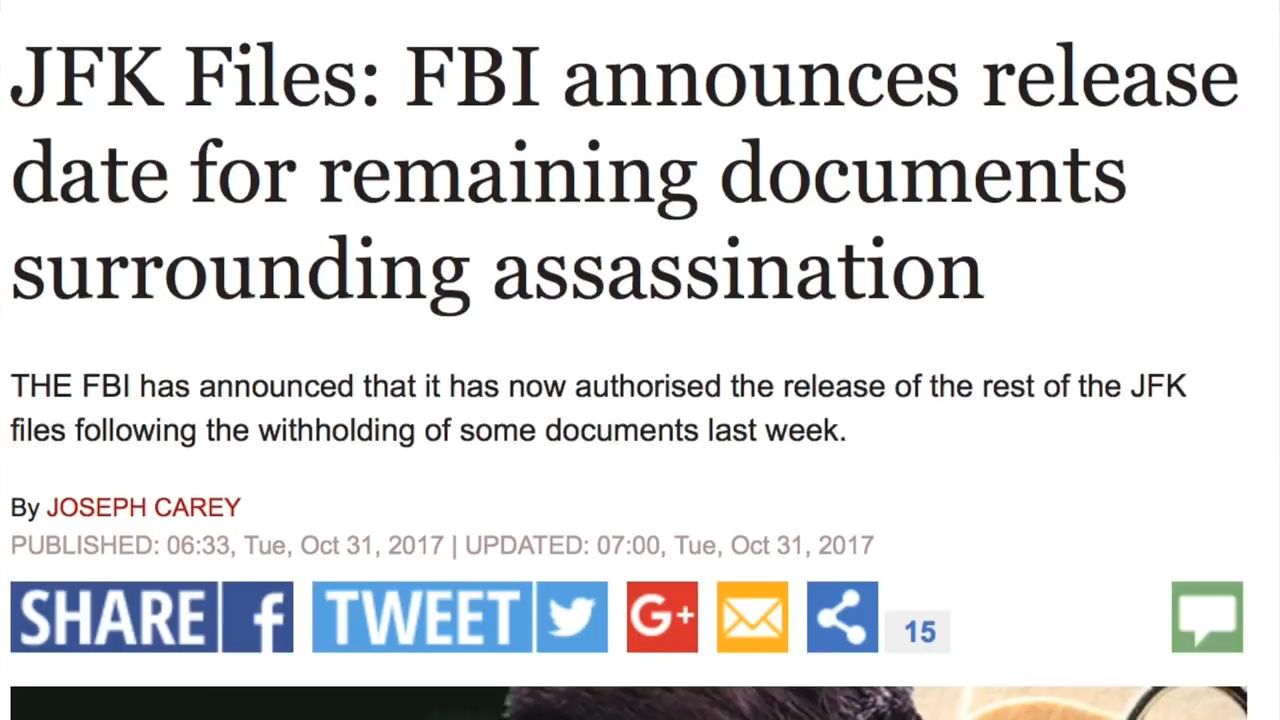 JFK Files: FBI announces release
date for remaining documents
surrounding assassination
THE FBI has announced that it has now authorised the release of the rest of the JFK
files following the withholding of some documents last week.
By JOSEPH CAREY
PUBLISHED: 06:33, Tue, Oct 31, 2017 | UPDATED: 07:00, Tue, Oct 31, 2017
SHARE f TWEET G+ 15